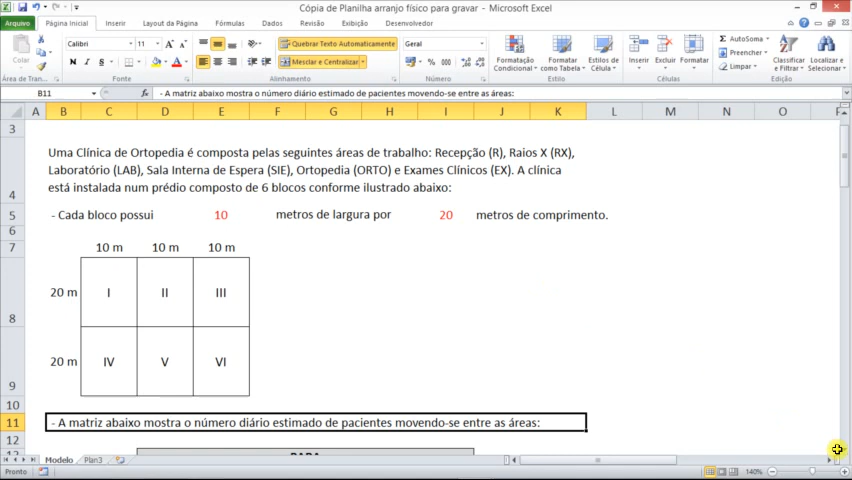 Cópia de Planilha arranjo físico para gravar - Microsoft Excel
Arquivo Página Inicial Inserir Layout da Página Fórmulas Dados Revisão Exibição Desenvolvedor
Colar
Calibri 11
N I S
Quebrar Texto Automaticamente
Mesclar e Centralizar
Geral
% 000
Formatação Condicional
Formatar como Tabela
Estilos de Célula
Inserir Excluir Formatar
AutoSoma
Preencher
Limpar
Classificar e Filtrar
Localizar e Selecionar
Área de Tran... Fonte Alinhamento Número Estilo Células Edição
B11 fx - A matriz abaixo mostra o número diário estimado de pacientes movendo-se entre as áreas:
A B C D E F G H I J K L M N O P
3
Uma Clínica de Ortopedia é composta pelas seguintes áreas de trabalho: Recepção (R), Raios X (RX),
Laboratório (LAB), Sala Interna de Espera (SIE), Ortopedia (ORTO) e Exames Clínicos (EX). A clínica
4 está instalada num prédio composto de 6 blocos conforme ilustrado abaixo:
5 - Cada bloco possui 10 metros de largura por 20 metros de comprimento.
6
7 10 m 10 m 10 m
20 m I II III
8
20 m IV V VI
9
10
11 - A matriz abaixo mostra o número diário estimado de pacientes movendo-se entre as áreas:
12
13 PARA
Modelo Plan3
Pronto 140%